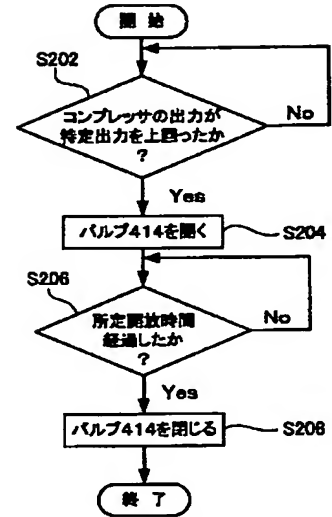 開始
S202
コンプレッサの出力が
特定出力を上回ったか
?
No
Yes
バルブ414を開く
S204
S206
所定開放時間
経過したか
?
No
Yes
バルブ414を閉じる
S208
終了